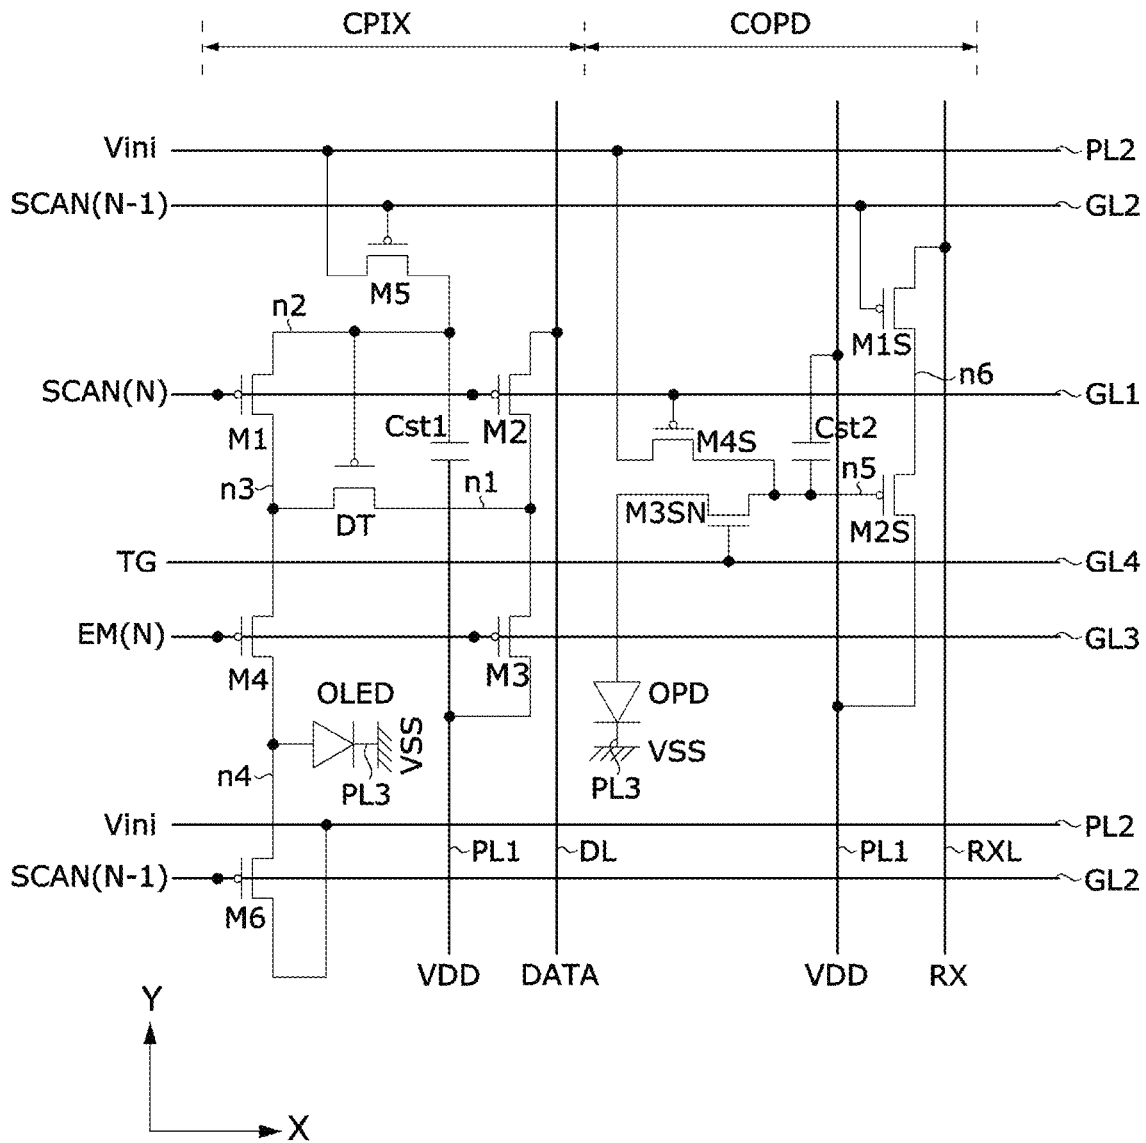 CPIX COPD
Vini PL2
SCAN(N-1) GL2
M5
n2
M1S
n6
SCAN(N) GL1
M1 Cst1 M2 M4S Cst2
n3 n1 n5
DT M3SN M2S
TG GL4
EM(N) GL3
M4 M3
OLED OPD
VSS VSS
n4 PL3 PL3
Vini PL2
PL1 DL PL1 RXL
SCAN(N-1) GL2
M6
VDD DATA VDD RX
Y
X